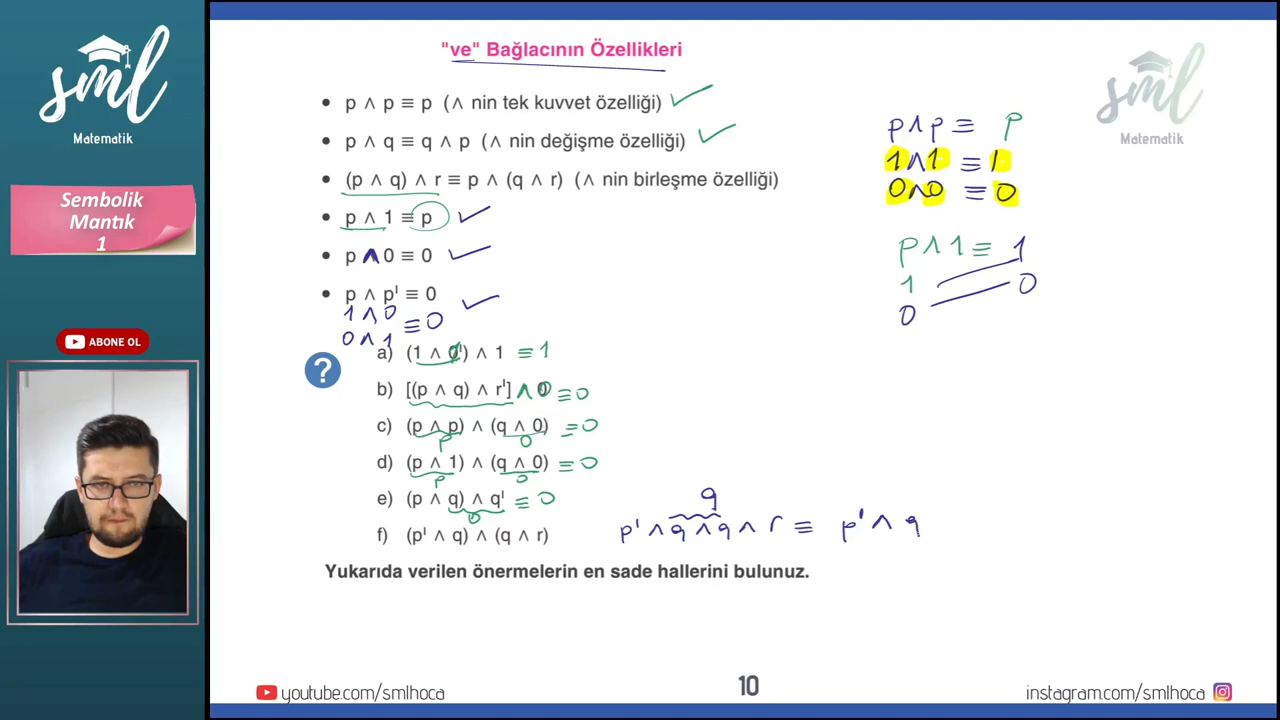 sml
Matematik
Sembolik
Mantık
1
ABONE OL
"ve" Bağlacının Özellikleri
• p ∧ p ≡ p (∧ nin tek kuvvet özelliği)
• p ∧ q ≡ q ∧ p (∧ nin değişme özelliği)
• (p ∧ q) ∧ r ≡ p ∧ (q ∧ r) (∧ nin birleşme özelliği)
• p ∧ 1 ≡ p
• p ∧ 0 ≡ 0
• p ∧ p' ≡ 0
1 ∧ 0
0 ∧ 1 ≡ 0
? a) (1 ∧ 0') ∧ 1 ≡ 1
b) [(p ∧ q) ∧ r'] ∧ 0 ≡ 0
c) (p ∧ p) ∧ (q ∧ 0) ≡ 0
p 0
d) (p ∧ 1) ∧ (q ∧ 0) ≡ 0
p 0
e) (p ∧ q) ∧ q' ≡ 0
0
f) (p' ∧ q) ∧ (q ∧ r)
q
p' ∧ q ∧ q ∧ r ≡ p' ∧ q
Yukarıda verilen önermelerin en sade hallerini bulunuz.
sml
Matematik
p ∧ p ≡ p
1 ∧ 1 ≡ 1
0 ∧ 0 ≡ 0
p ∧ 1 ≡ 1
1 0
0
youtube.com/smlhoca
10
instagram.com/smlhoca